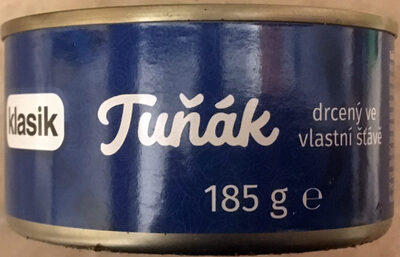 klasik
Tuňák
drcený ve
vlastní šťávě
185 g ℮